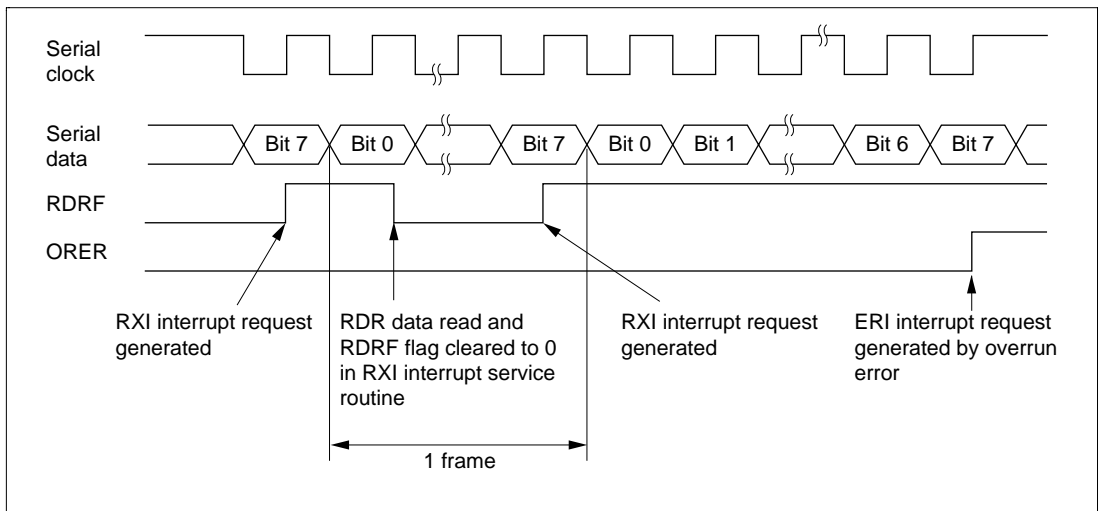 Serial
clock
Serial
data
Bit 7
Bit 0
Bit 7
Bit 0
Bit 1
Bit 6
Bit 7
RDRF
ORER
RXI interrupt request
generated
RDR data read and
RDRF flag cleared to 0
in RXI interrupt service
routine
RXI interrupt request
generated
ERI interrupt request
generated by overrun
error
1 frame